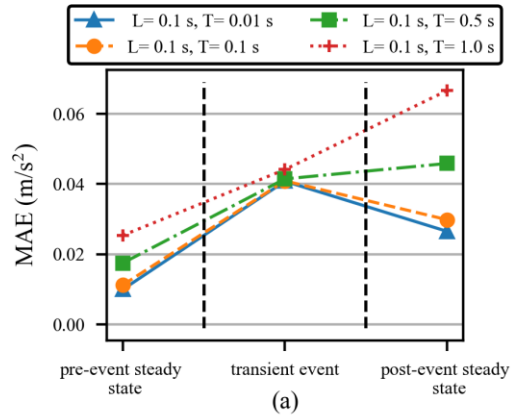 L= 0.1 s, T= 0.01 s
L= 0.1 s, T= 0.5 s
L= 0.1 s, T= 0.1 s
L= 0.1 s, T= 1.0 s
MAE (m/s²)
0.06
0.04
0.02
0.00
pre-event steady
state
transient event
post-event steady
state
(a)